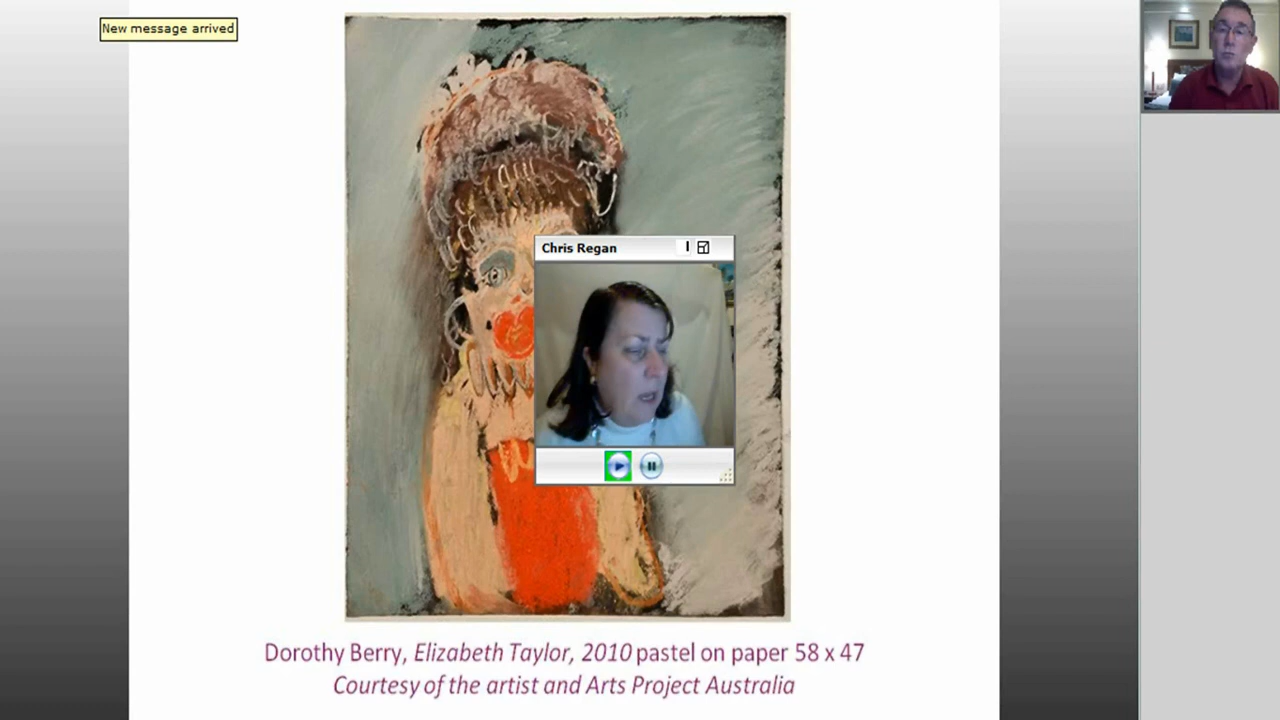 New message arrived
Chris Regan
Dorothy Berry, Elizabeth Taylor, 2010 pastel on paper 58 x 47
Courtesy of the artist and Arts Project Australia